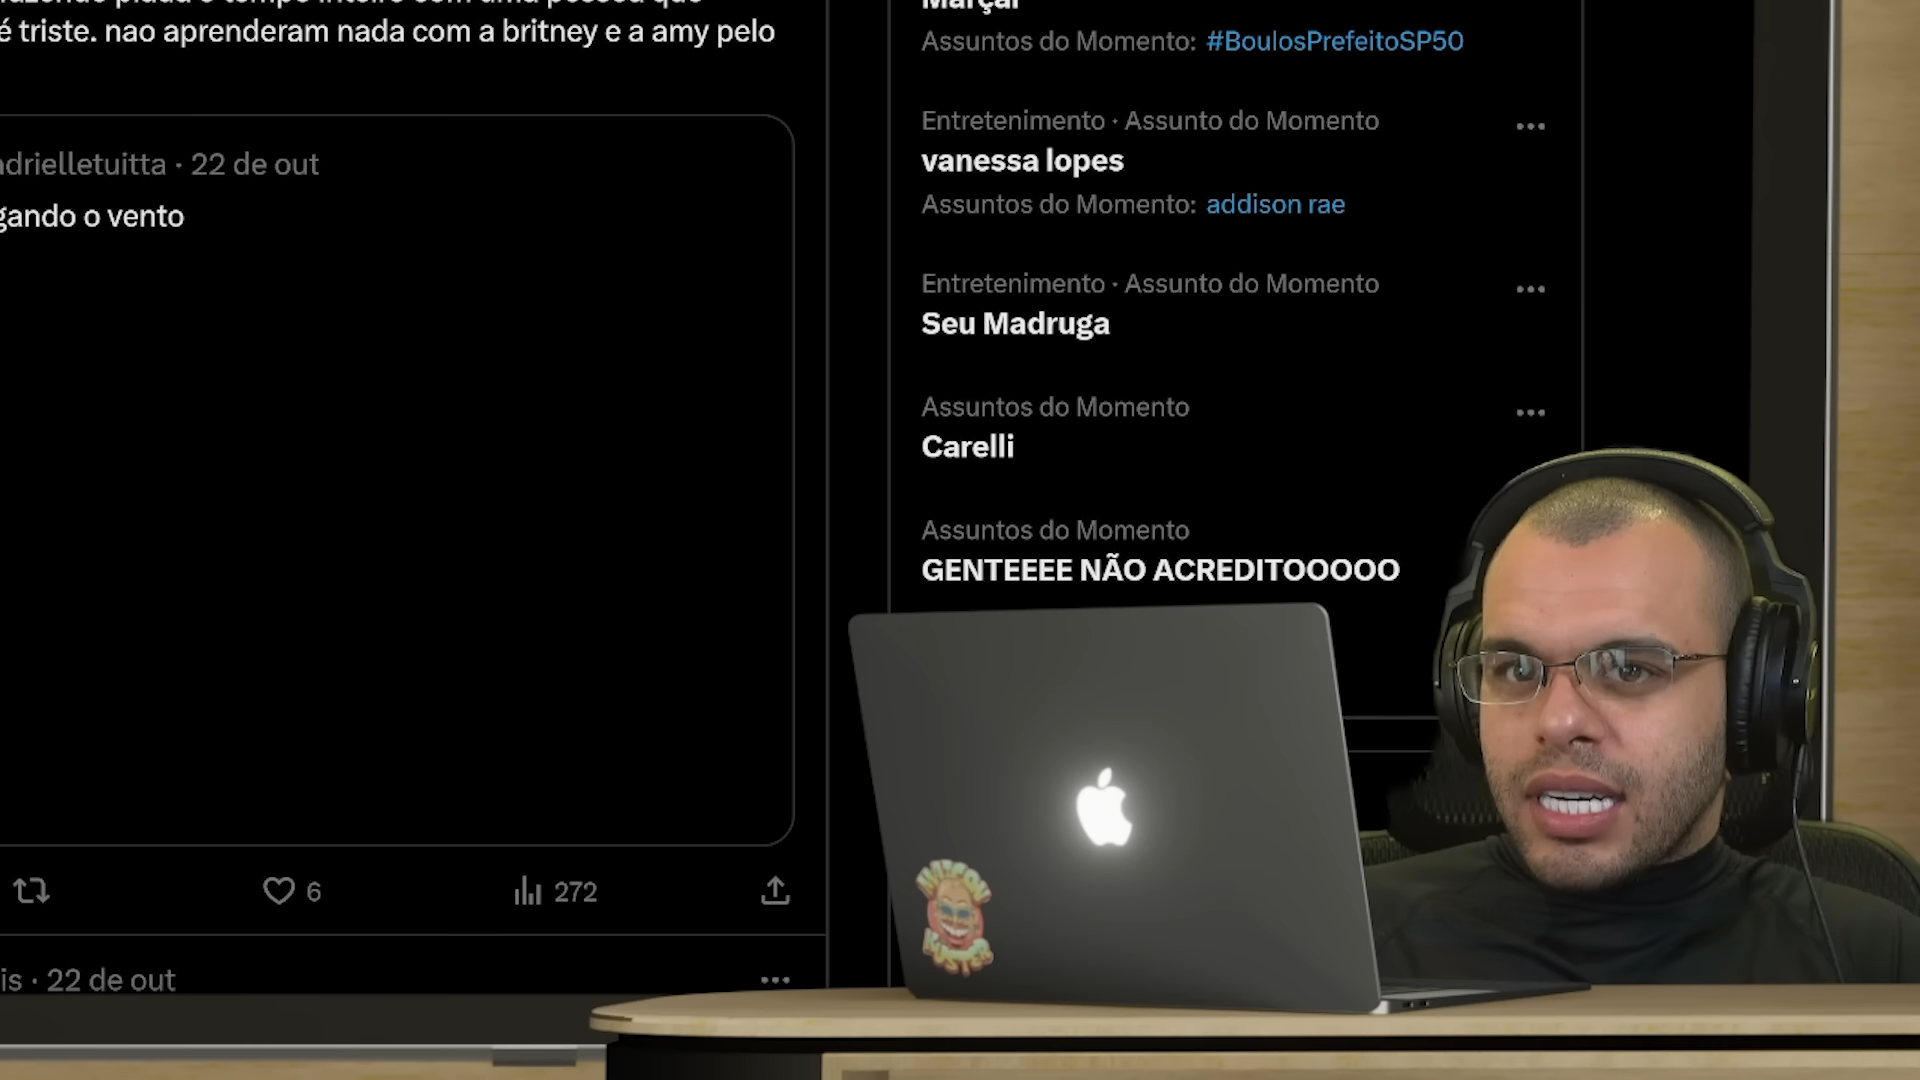 é triste. nao aprenderam nada com a britney e a amy pelo
adrielletuitta · 22 de out
gando o vento
6
272
is · 22 de out
Marçal
Assuntos do Momento: #BoulosPrefeitoSP50
Entretenimento · Assunto do Momento
vanessa lopes
Assuntos do Momento: addison rae
Entretenimento · Assunto do Momento
Seu Madruga
Assuntos do Momento
Carelli
Assuntos do Momento
GENTEEEE NÃO ACREDITOOOOO